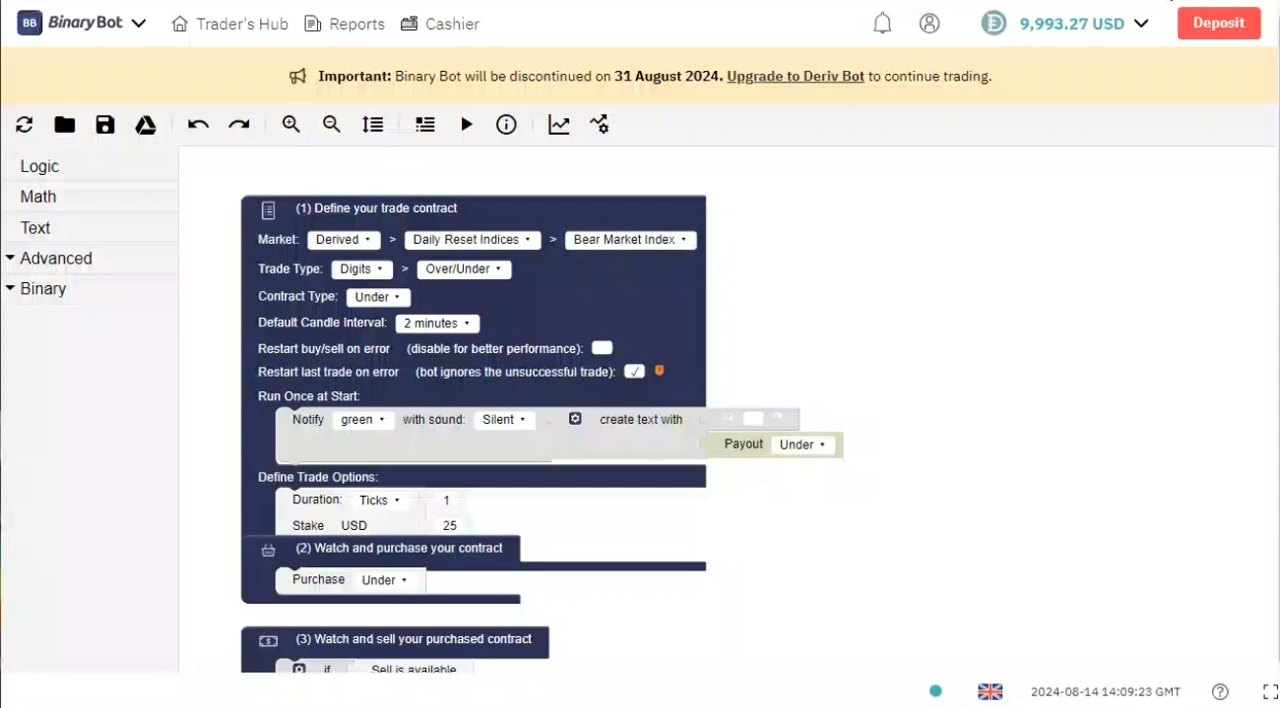 BB BinaryBot Trader's Hub Reports Cashier 9,993.27 USD Deposit
Important: Binary Bot will be discontinued on 31 August 2024. Upgrade to Deriv Bot to continue trading.
Logic
Math
Text
Advanced
Binary
(1) Define your trade contract
Market: Derived > Daily Reset Indices > Bear Market Index
Trade Type: Digits > Over/Under
Contract Type: Under
Default Candle Interval: 2 minutes
Restart buy/sell on error (disable for better performance):
Restart last trade on error (bot ignores the unsuccessful trade): ✓
Run Once at Start:
Notify green with sound: Silent create text with
Payout Under
Define Trade Options:
Duration: Ticks 1
Stake USD 25
(2) Watch and purchase your contract
Purchase Under
(3) Watch and sell your purchased contract
if Sell is available
2024-08-14 14:09:23 GMT